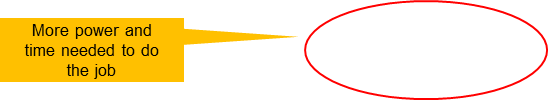 More power and
time needed to do
the job